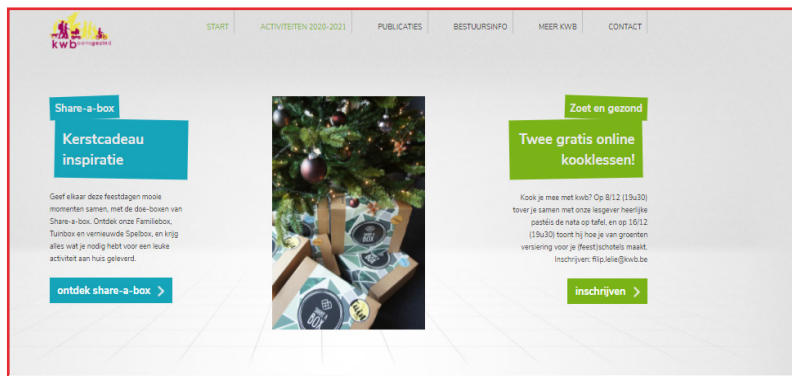 kwb eensgezind
START
ACTIVITEITEN 2020-2021
PUBLICATIES
BESTUURSINFO
MEER KWB
CONTACT
Share-a-box
Kerstcadeau
inspiratie
Geef elkaar deze feestdagen mooie
momenten samen, met de doe-boxen van
Share-a-box. Ontdek onze Familiebox,
Tuinbox en vernieuwde Spelbox, en krijg
alles wat je nodig hebt voor een leuke
activiteit aan huis geleverd.
ontdek share-a-box
SHARE A
BOX
Zoet en gezond
Twee gratis online
kooklessen!
Kook je mee met kwb? Op 8/12 (19u30)
tover je samen met onze lesgever heerlijke
pastéis de nata op tafel, en op 16/12
(19u30) toont hij hoe je van groenten
versiering voor je (feest)schotels maakt.
Inschrijven: filip.lelie@kwb.be
inschrijven